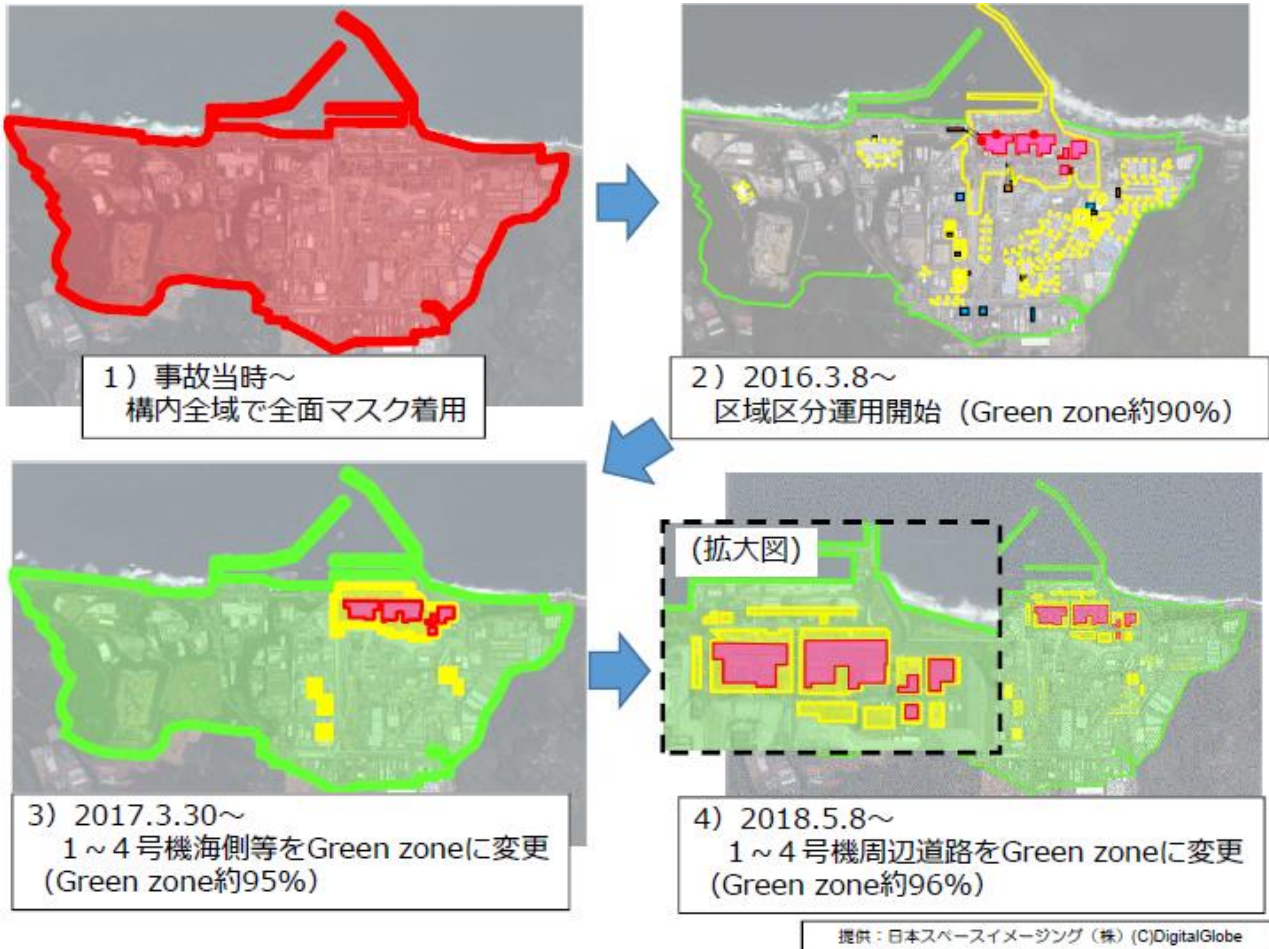 1）事故当時～
構内全域で全面マスク着用
2）2016.3.8～
区域区分運用開始（Green zone約90%）
3）2017.3.30～
1～4号機海側等をGreen zoneに変更
(Green zone約95%）
(拡大図)
4）2018.5.8～
1～4号機周辺道路をGreen zoneに変更
(Green zone約96%）
提供：日本スペースイメージング（株）(C)DigitalGlobe